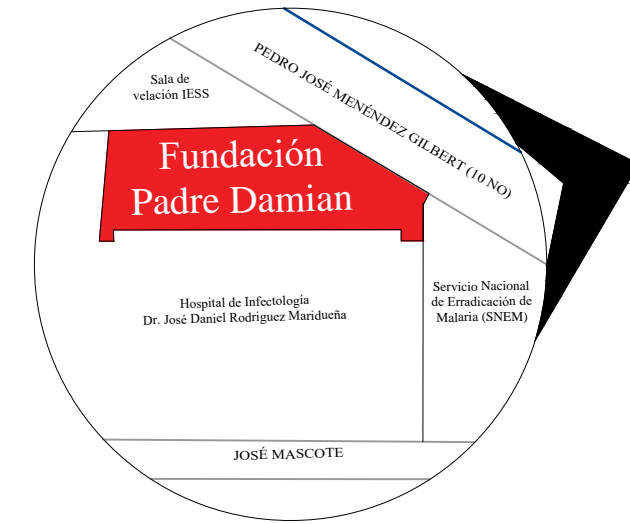 PEDRO JOSÉ MENÉNDEZ GILBERT (10 NO)
Sala de
velación IESS
Fundación
Padre Damian
Hospital de Infectología
Dr. José Daniel Rodriguez Maridueña
Servicio Nacional
de Erradicación de
Malaria (SNEM)
JOSÉ MASCOTE